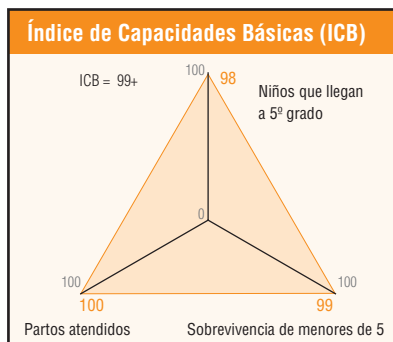 Índice de Capacidades Básicas (ICB)
ICB = 99+
100
98
Niños que llegan
a 5º grado
0
100
100
100
99
Partos atendidos
Sobrevivencia de menores de 5